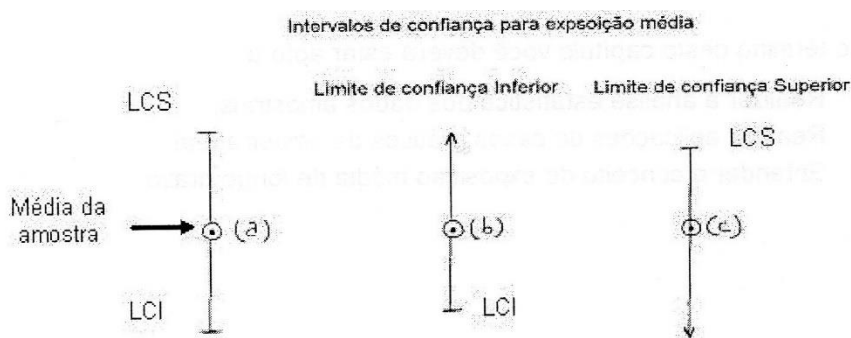 Intervalos de confiança para expsoição média
Limite de confiança Inferior Limite de confiança Superior
LCS LCS
Média da amostra (a) (b) (c)
LCI LCI